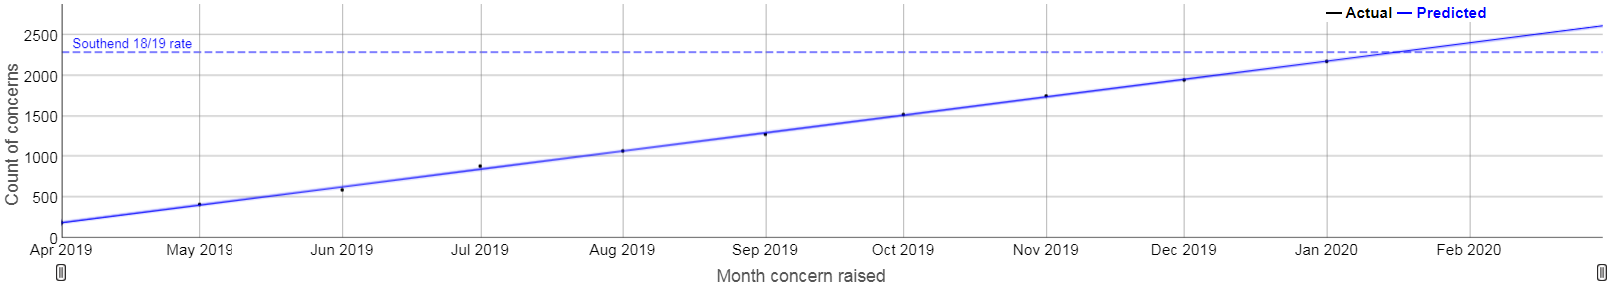 Actual Predicted
Southend 18/19 rate
2500
2000
1500
1000
500
0
Count of concerns
Apr 2019 May 2019 Jun 2019 Jul 2019 Aug 2019 Sep 2019 Oct 2019 Nov 2019 Dec 2019 Jan 2020 Feb 2020
Month concern raised